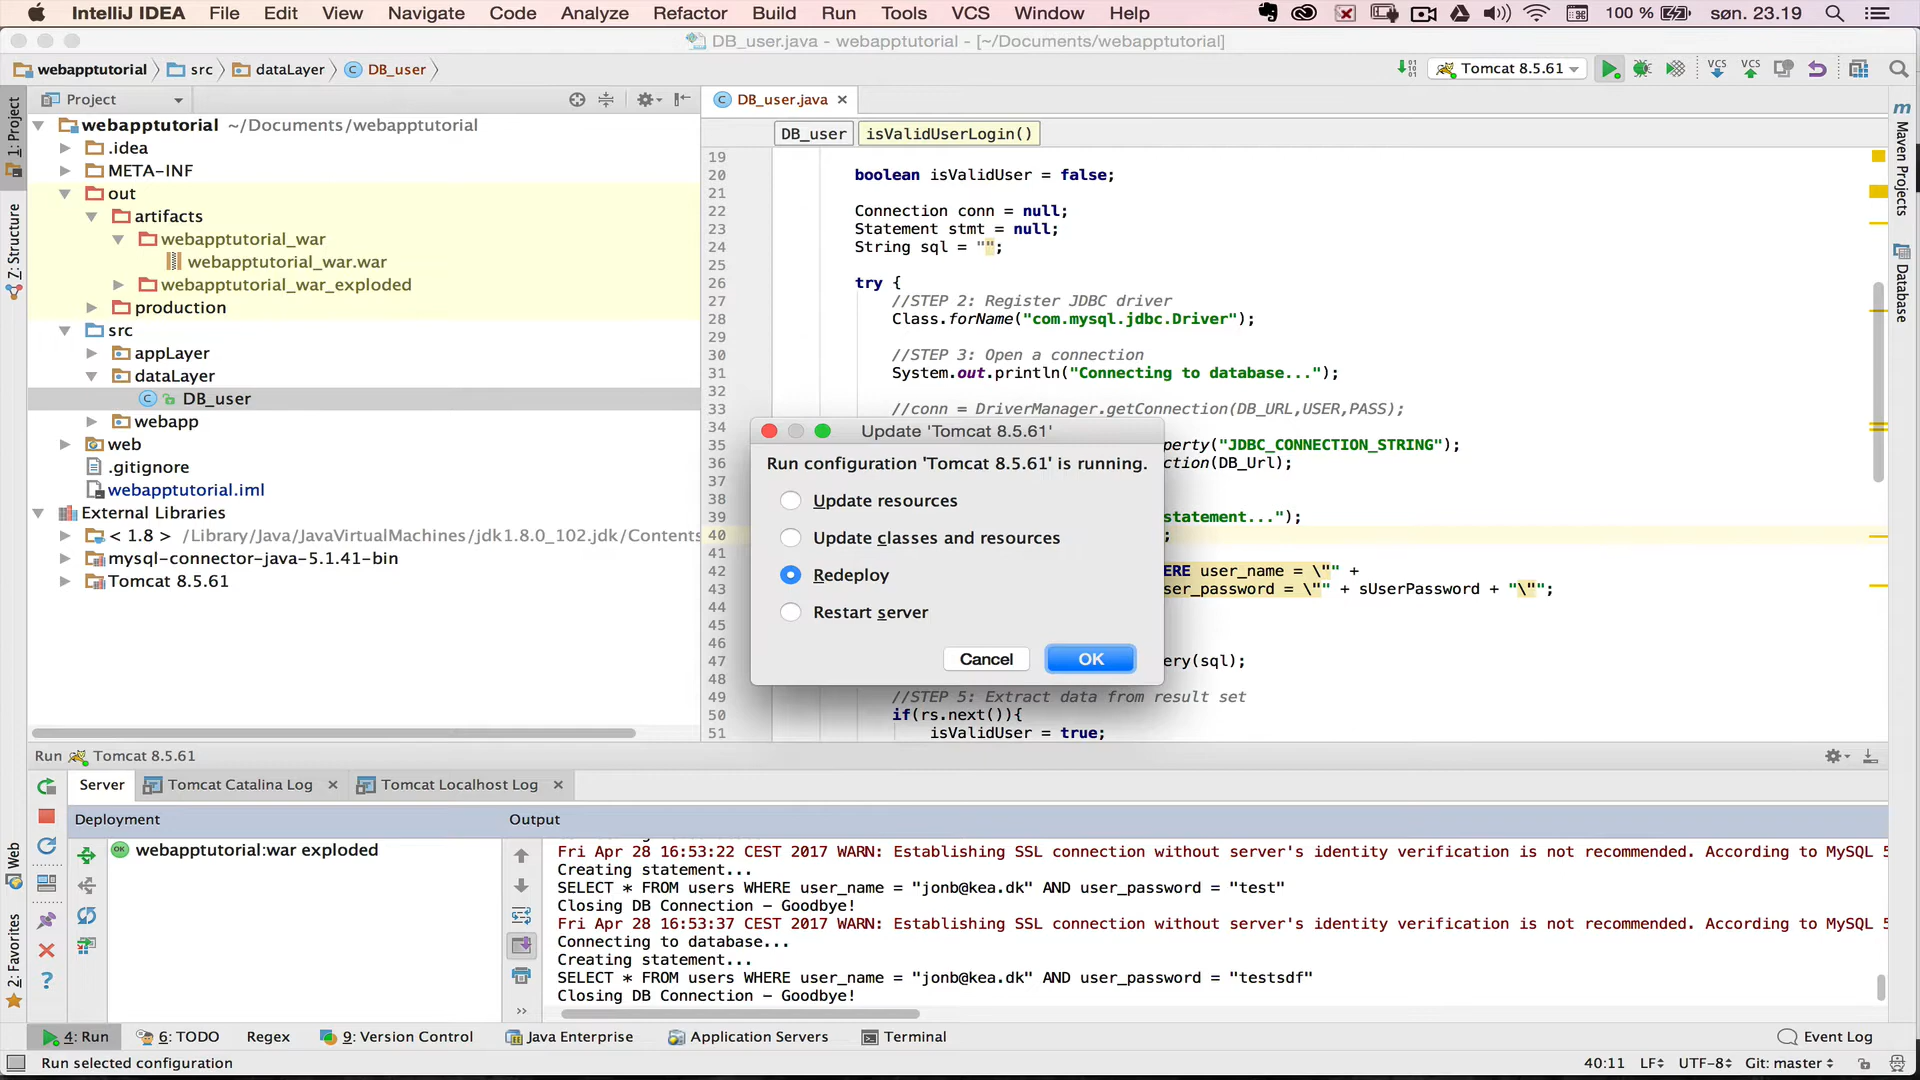 IntelliJ IDEA File Edit View Navigate Code Analyze Refactor Build Run Tools VCS Window Help 100 % søn. 23.19
DB_user.java - webapptutorial - [~/Documents/webapptutorial]
webapptutorial src dataLayer DB_user Tomcat 8.5.61 VCS VCS
Project
DB_user.java
1: Project
Z: Structure
Web
2: Favorites
webapptutorial ~/Documents/webapptutorial
.idea
META-INF
out
artifacts
webapptutorial_war
webapptutorial_war.war
webapptutorial_war_exploded
production
src
appLayer
dataLayer
DB_user
webapp
web
.gitignore
webapptutorial.iml
External Libraries
< 1.8 > /Library/Java/JavaVirtualMachines/jdk1.8.0_102.jdk/Contents
mysql-connector-java-5.1.41-bin
Tomcat 8.5.61
DB_user isValidUserLogin()
19
20 boolean isValidUser = false;
21
22 Connection conn = null;
23 Statement stmt = null;
24 String sql = "";
25
26 try {
27 //STEP 2: Register JDBC driver
28 Class.forName("com.mysql.jdbc.Driver");
29
30 //STEP 3: Open a connection
31 System.out.println("Connecting to database...");
32
33 //conn = DriverManager.getConnection(DB_URL,USER,PASS);
34
35 perty("JDBC_CONNECTION_STRING");
36 ction(DB_Url);
37
38
39 statement...");
40 ;
41
42 ERE user_name = \"" +
43 ser_password = \"" + sUserPassword + "\"";
44
45
46
47 ery(sql);
48
49 //STEP 5: Extract data from result set
50 if(rs.next()){
51 isValidUser = true;
Maven Projects
Database
Update 'Tomcat 8.5.61'
Run configuration 'Tomcat 8.5.61' is running.
Update resources
Update classes and resources
Redeploy
Restart server
Cancel OK
Run Tomcat 8.5.61
Server Tomcat Catalina Log Tomcat Localhost Log
Deployment Output
webapptutorial:war exploded
Fri Apr 28 16:53:22 CEST 2017 WARN: Establishing SSL connection without server's identity verification is not recommended. According to MySQL 5
Creating statement...
SELECT * FROM users WHERE user_name = "jonb@kea.dk" AND user_password = "test"
Closing DB Connection – Goodbye!
Fri Apr 28 16:53:37 CEST 2017 WARN: Establishing SSL connection without server's identity verification is not recommended. According to MySQL 5
Connecting to database...
Creating statement...
SELECT * FROM users WHERE user_name = "jonb@kea.dk" AND user_password = "testsdf"
Closing DB Connection – Goodbye!
4: Run 6: TODO Regex 9: Version Control Java Enterprise Application Servers Terminal Event Log
Run selected configuration 40:11 LF UTF-8 Git: master